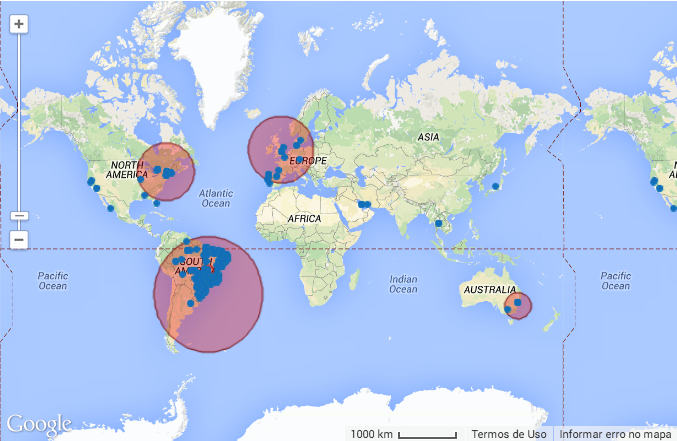 +
NORTH
AMERICA
Atlantic
Ocean
EUROPE
ASIA
AFRICA
SOUTH
AMERICA
Pacific
Ocean
Indian
Ocean
AUSTRALIA
Pacific
Ocean
N
AM
−
Google
1000 km
Termos de Uso
Informar erro no mapa